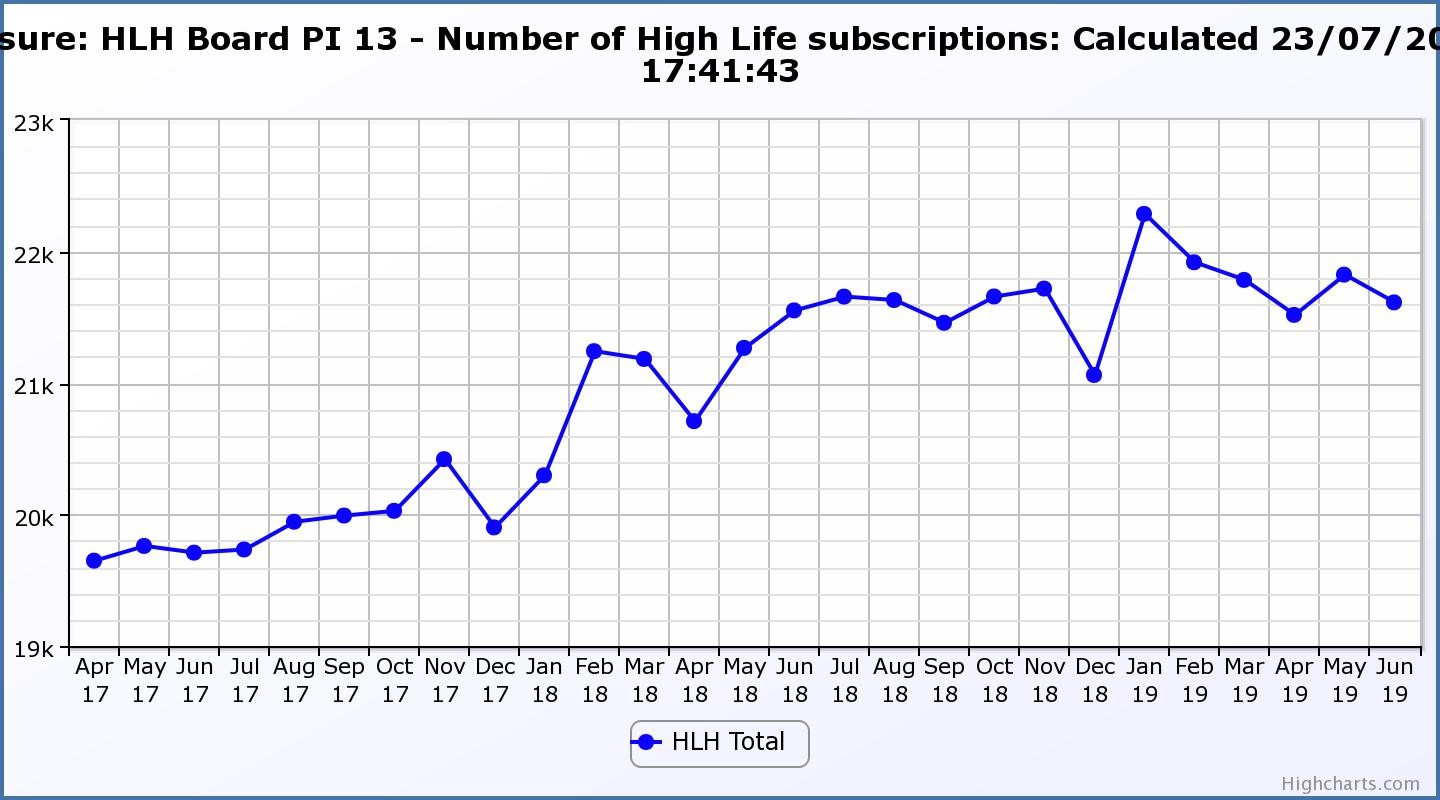 sure: HLH Board PI 13 - Number of High Life subscriptions: Calculated 23/07/20
17:41:43
23k
22k
21k
20k
19k
Apr May Jun Jul Aug Sep Oct Nov Dec Jan Feb Mar Apr May Jun Jul Aug Sep Oct Nov Dec Jan Feb Mar Apr May Jun
17 17 17 17 17 17 17 17 17 18 18 18 18 18 18 18 18 18 18 18 18 19 19 19 19 19 19
HLH Total
Highcharts.com